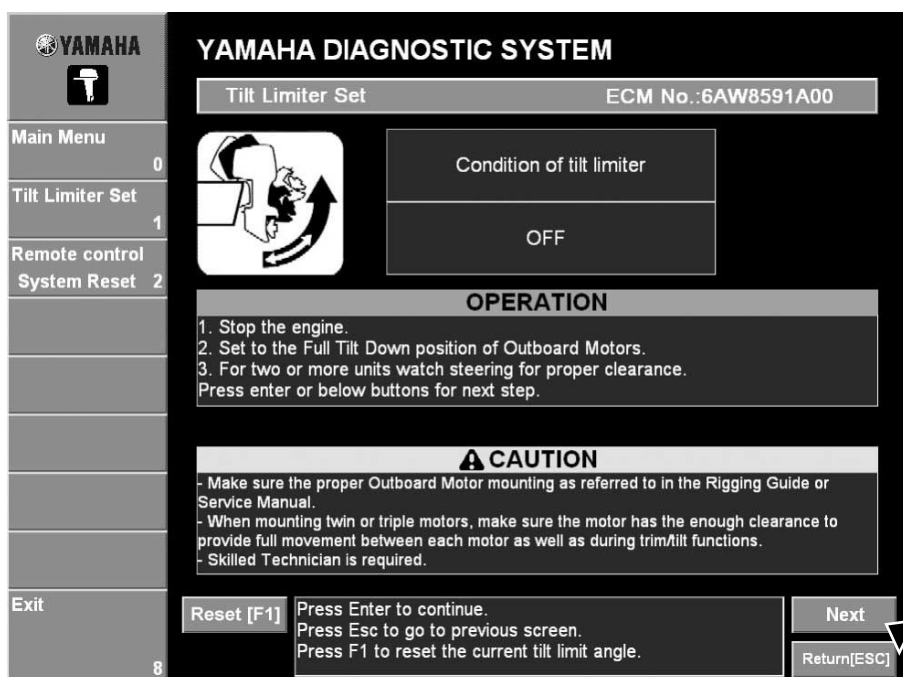 YAMAHA
YAMAHA DIAGNOSTIC SYSTEM
Tilt Limiter Set ECM No.:6AW8591A00
Main Menu
0
Tilt Limiter Set
1
Remote control
System Reset 2
Exit
8
Condition of tilt limiter
OFF
OPERATION
1. Stop the engine.
2. Set to the Full Tilt Down position of Outboard Motors.
3. For two or more units watch steering for proper clearance.
Press enter or below buttons for next step.
CAUTION
- Make sure the proper Outboard Motor mounting as referred to in the Rigging Guide or
Service Manual.
- When mounting twin or triple motors, make sure the motor has the enough clearance to
provide full movement between each motor as well as during trim/tilt functions.
- Skilled Technician is required.
Reset [F1]
Press Enter to continue.
Press Esc to go to previous screen.
Press F1 to reset the current tilt limit angle.
Next
Return[ESC]